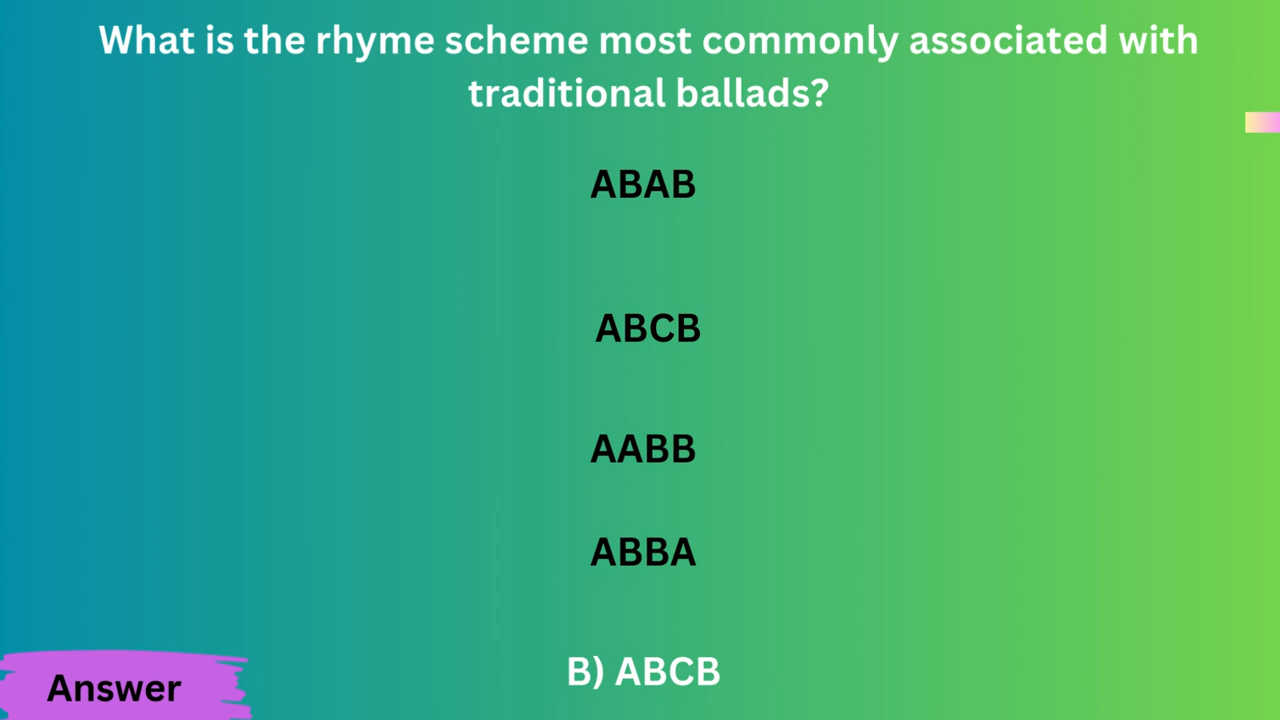 What is the rhyme scheme most commonly associated with
traditional ballads?
ABAB
ABCB
AABB
ABBA
B) ABCB
Answer